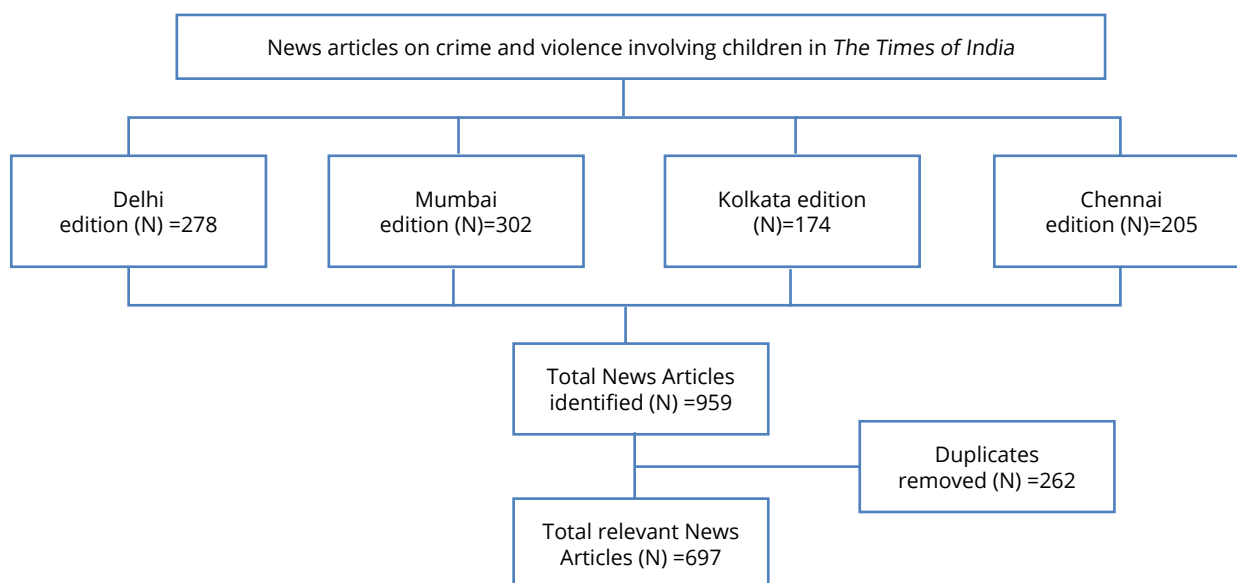 News articles on crime and violence involving children in The Times of India
Delhi
edition (N) =278
Mumbai
edition (N)=302
Kolkata edition
(N)=174
Chennai
edition (N)=205
Total News Articles
identified (N) =959
Duplicates
removed (N) =262
Total relevant News
Articles (N) =697